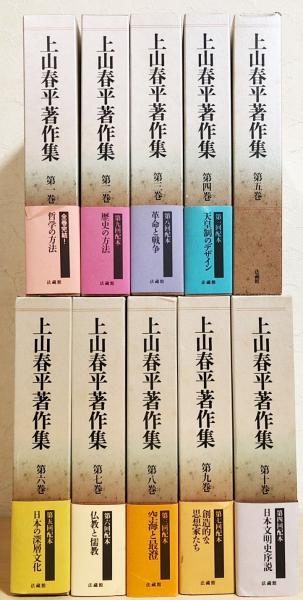 上山春平著作集
第一巻
全巻完結！
哲学の方法
法藏館
上山春平著作集
第二巻
第九回配本
歴史の方法
法藏館
上山春平著作集
第三巻
第八回配本
革命と戦争
法藏館
上山春平著作集
第四巻
第一回配本
天皇制のデザイン
法藏館
上山春平著作集
第五巻
法藏館
上山春平著作集
第六巻
第五回配本
日本の深層文化
法藏館
上山春平著作集
第七巻
第六回配本
仏教と儒教
法藏館
上山春平著作集
第八巻
第三回配本
空海と最澄
法藏館
上山春平著作集
第九巻
第七回配本
創造的な
思想家たち
法藏館
上山春平著作集
第十巻
第四回配本
日本文明史序説
法藏館